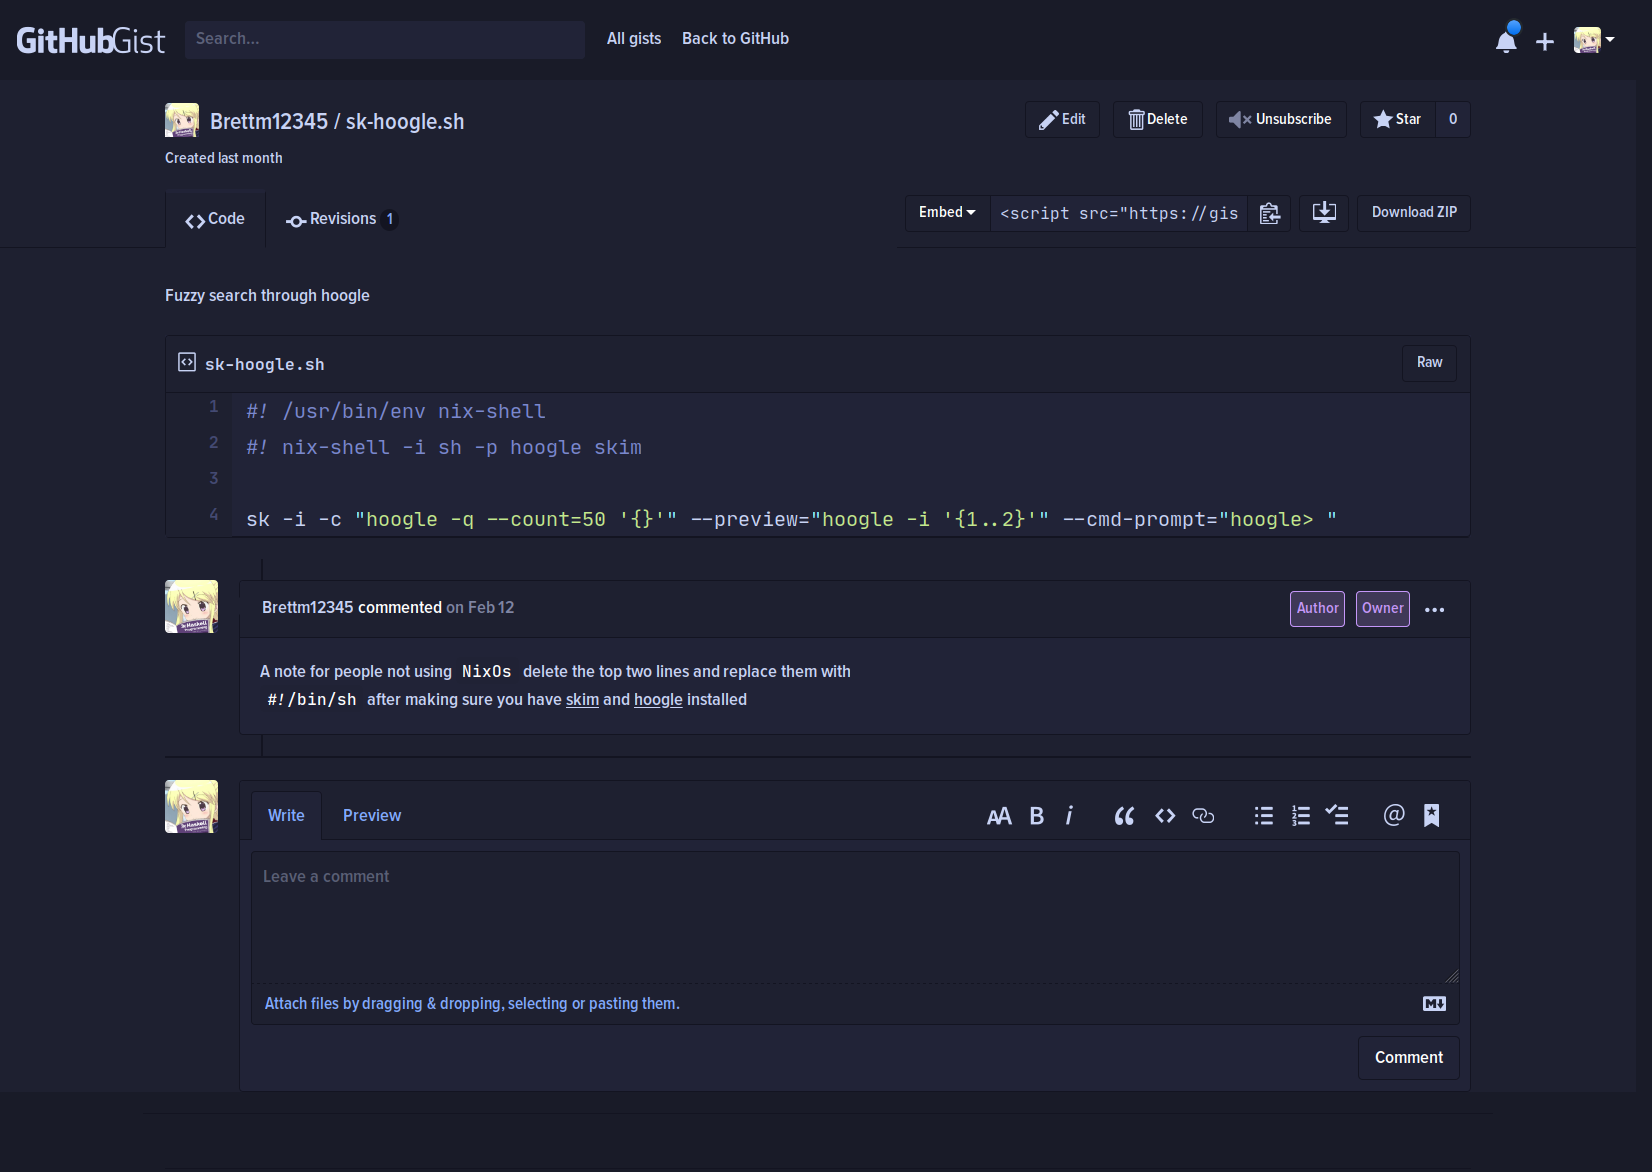 GitHubGist Search... All gists Back to GitHub
Brettm12345 / sk-hoogle.sh Edit Delete Unsubscribe Star 0
Created last month
Code Revisions 1 Embed <script src="https://gis Download ZIP
Fuzzy search through hoogle
sk-hoogle.sh Raw
1 #! /usr/bin/env nix-shell
2 #! nix-shell -i sh -p hoogle skim
3
4 sk -i -c "hoogle -q --count=50 '{}'" --preview="hoogle -i '{1..2}'" --cmd-prompt="hoogle> "
Brettm12345 commented on Feb 12 Author Owner
A note for people not using NixOs delete the top two lines and replace them with
#!/bin/sh after making sure you have skim and hoogle installed
Write Preview
Leave a comment
Attach files by dragging & dropping, selecting or pasting them.
Comment